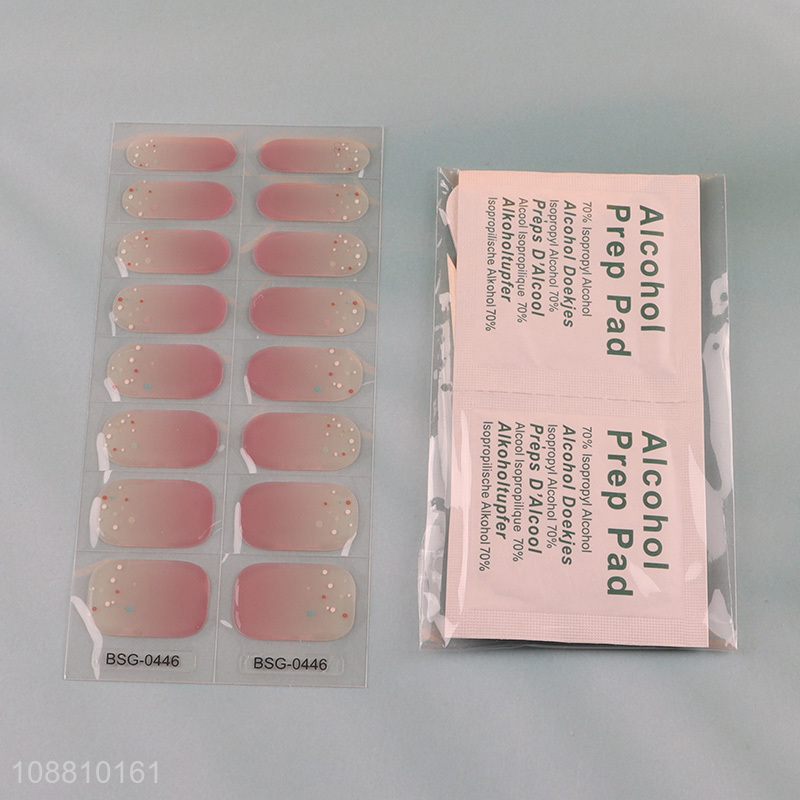 BSG-0446
BSG-0446
Alcohol
Prep Pad
70% Isopropyl Alcohol
Alcohol Doekjes
Isopropyl Alcohol 70%
Preps D'Alcool
Alcool Isopropilique 70%
Alkoholtupfer
Isopropilische Alkohol 70%
Alcohol
Prep Pad
70% Isopropyl Alcohol
Alcohol Doekjes
Isopropyl Alcohol 70%
Preps D'Alcool
Alcool Isopropilique 70%
Alkoholtupfer
Isopropilische Alkohol 70%
108810161